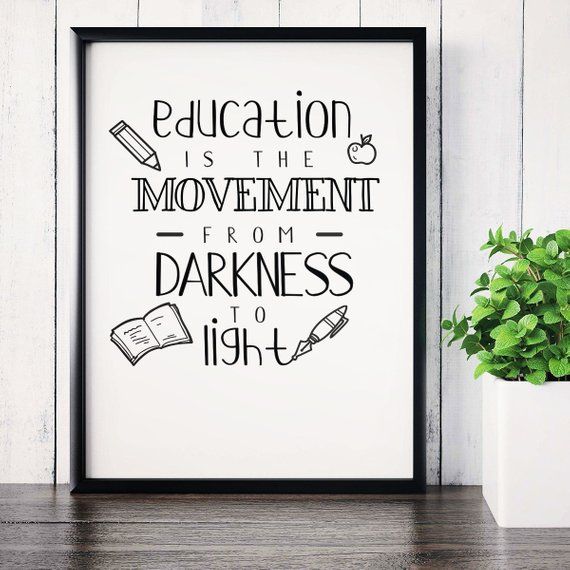 education
IS THE
MOVEMENT
FROM
DARKNESS
TO
light